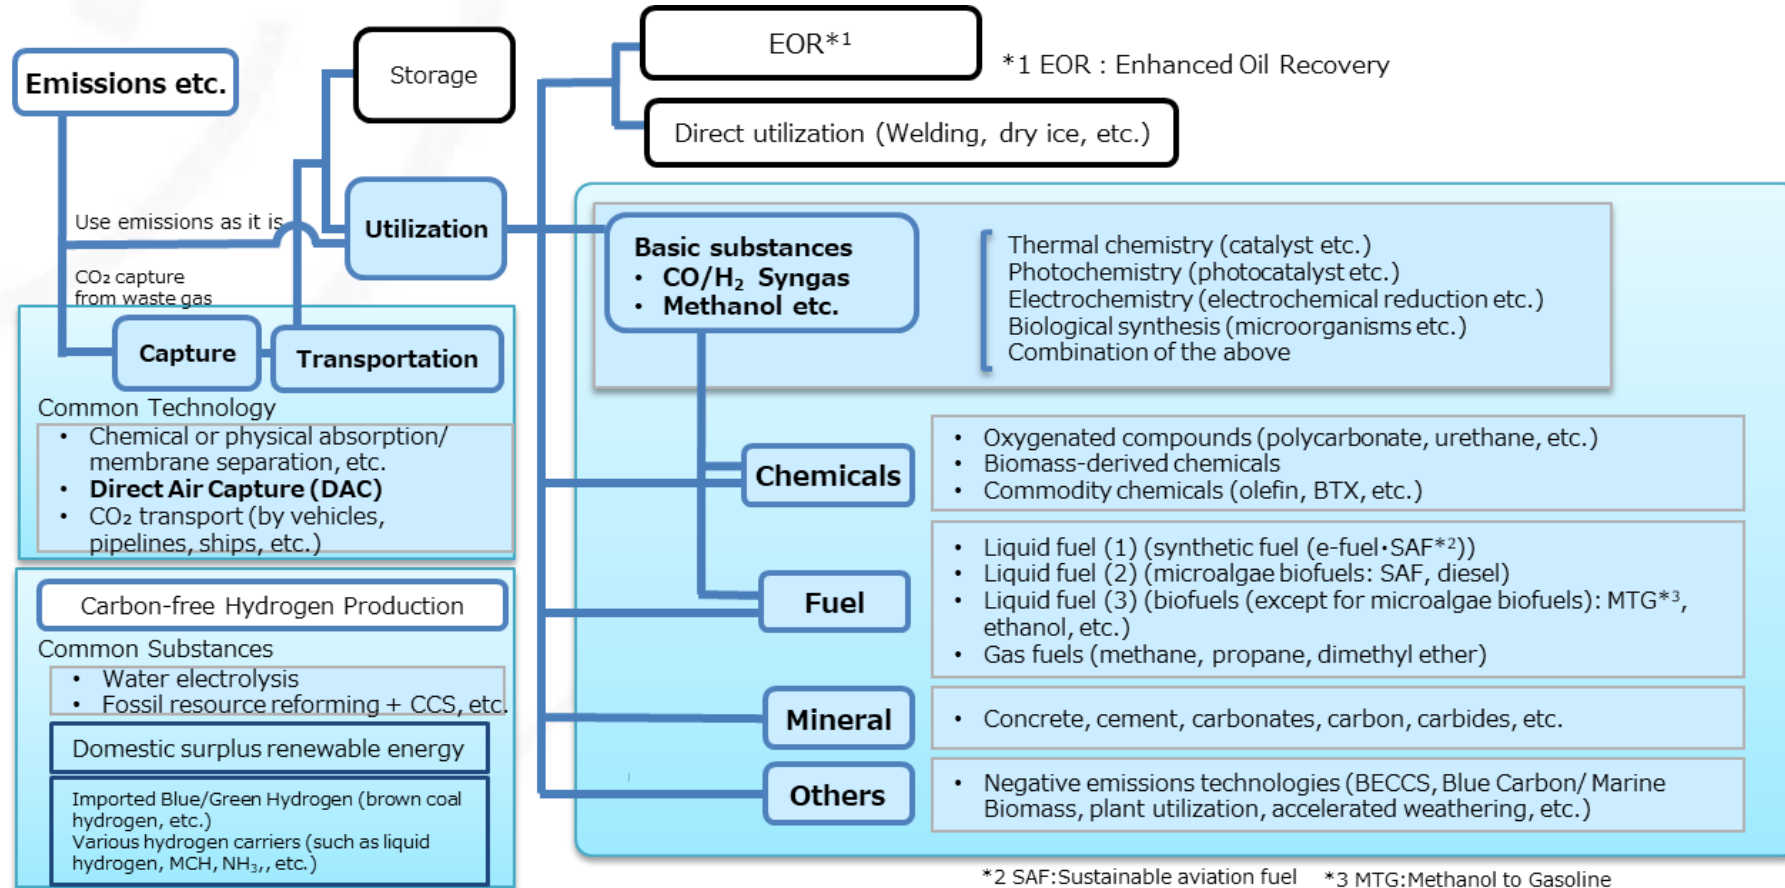 Emissions etc.
Storage
EOR*1
*1 EOR : Enhanced Oil Recovery
Direct utilization (Welding, dry ice, etc.)
Use emissions as it is
Utilization
CO₂ capture
from waste gas
Capture
Transportation
Common Technology
• Chemical or physical absorption/
membrane separation, etc.
• Direct Air Capture (DAC)
• CO₂ transport (by vehicles,
pipelines, ships, etc.)
Carbon-free Hydrogen Production
Common Substances
• Water electrolysis
• Fossil resource reforming + CCS, etc.
Domestic surplus renewable energy
Imported Blue/Green Hydrogen (brown coal
hydrogen, etc.)
Various hydrogen carriers (such as liquid
hydrogen, MCH, NH₃,, etc.)
Basic substances
• CO/H₂ Syngas
• Methanol etc.
Thermal chemistry (catalyst etc.)
Photochemistry (photocatalyst etc.)
Electrochemistry (electrochemical reduction etc.)
Biological synthesis (microorganisms etc.)
Combination of the above
Chemicals
• Oxygenated compounds (polycarbonate, urethane, etc.)
• Biomass-derived chemicals
• Commodity chemicals (olefin, BTX, etc.)
Fuel
• Liquid fuel (1) (synthetic fuel (e-fuel・SAF*2))
• Liquid fuel (2) (microalgae biofuels: SAF, diesel)
• Liquid fuel (3) (biofuels (except for microalgae biofuels): MTG*3,
ethanol, etc.)
• Gas fuels (methane, propane, dimethyl ether)
Mineral
• Concrete, cement, carbonates, carbon, carbides, etc.
Others
• Negative emissions technologies (BECCS, Blue Carbon/ Marine
Biomass, plant utilization, accelerated weathering, etc.)
*2 SAF:Sustainable aviation fuel *3 MTG:Methanol to Gasoline